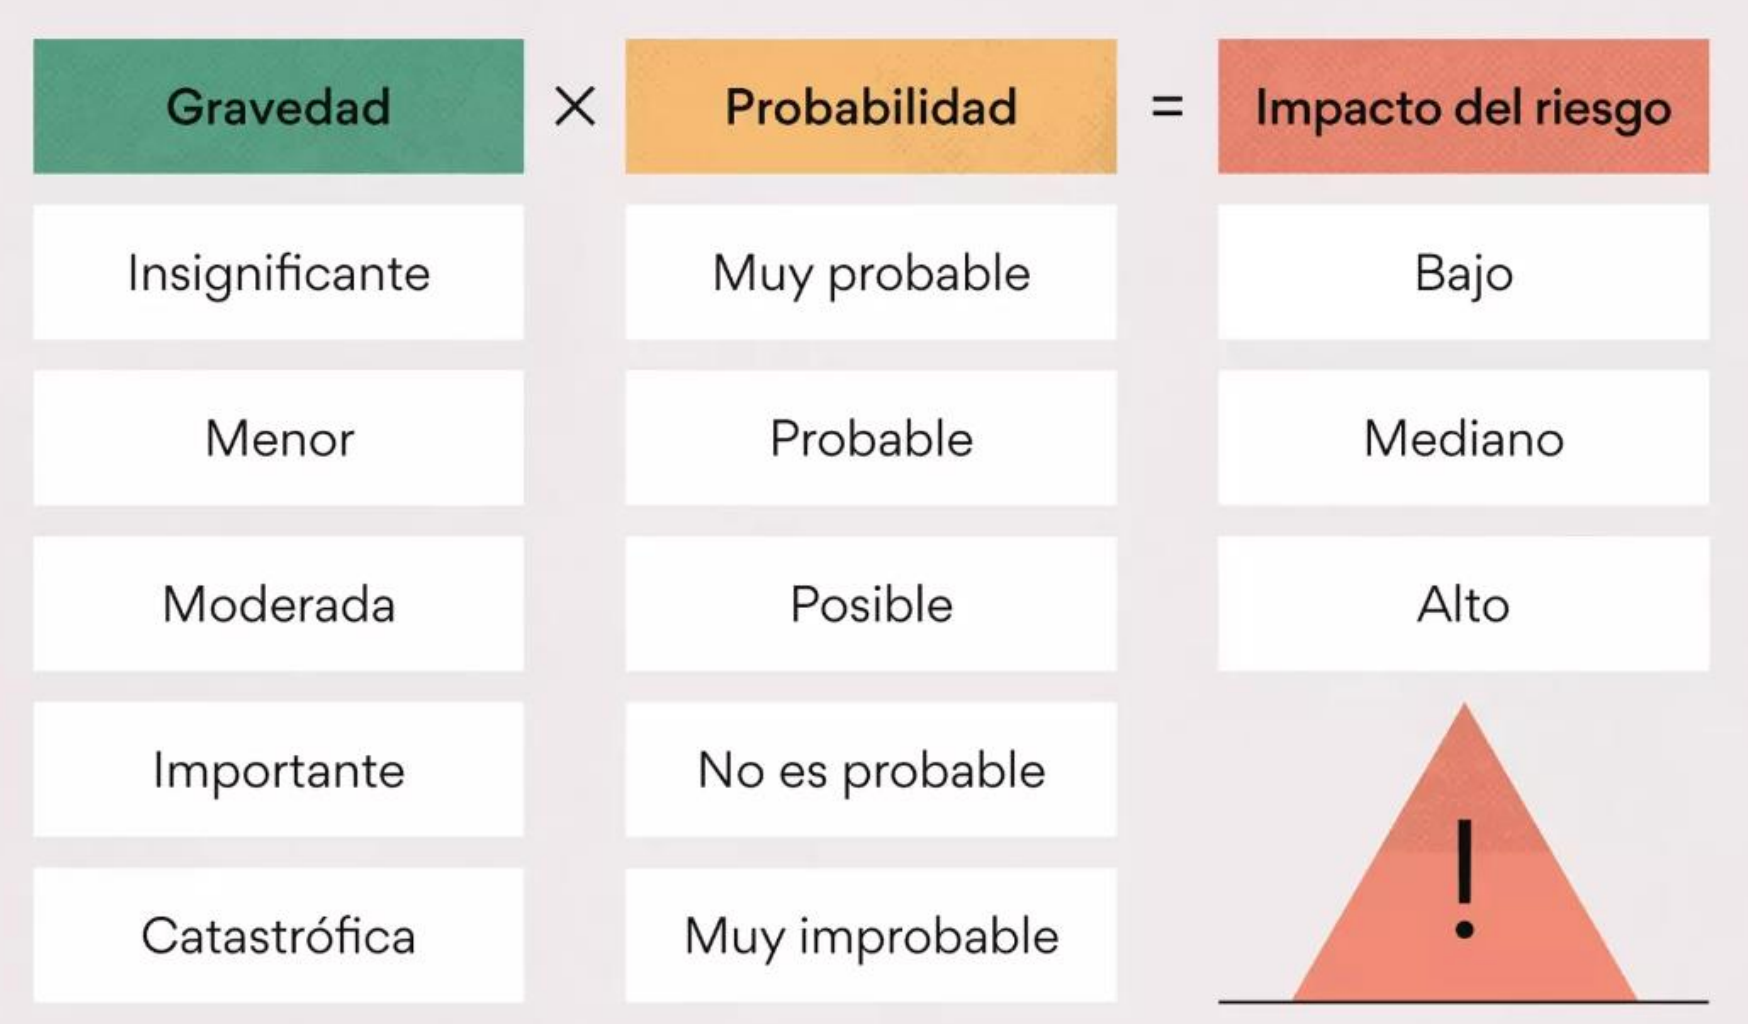 Gravedad × Probabilidad = Impacto del riesgo
Insignificante Muy probable Bajo
Menor Probable Mediano
Moderada Posible Alto
Importante No es probable
Catastrófica Muy improbable
!